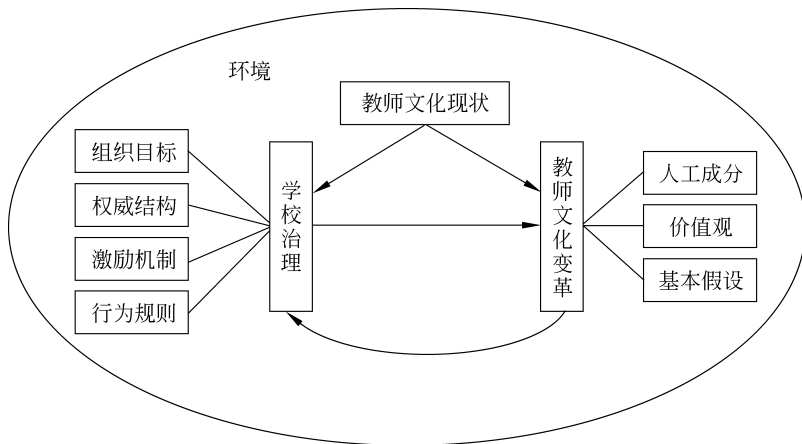 环境
教师文化现状
组织目标
权威结构
激励机制
行为规则
学校治理
教师文化变革
人工成分
价值观
基本假设